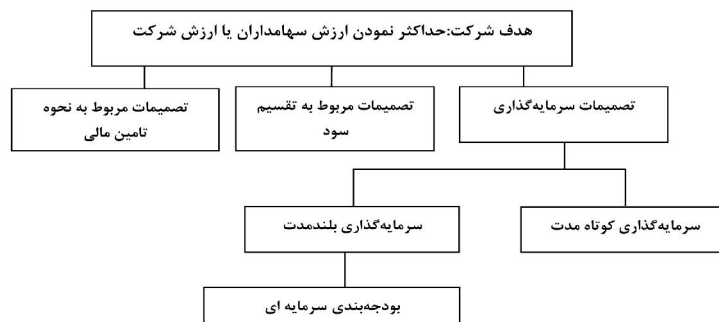 هدف شرکت:حداکثر نمودن ارزش سهامداران یا ارزش شرکت
تصمیمات سرمایه‌گذاری
تصمیمات مربوط به تقسیم
سود
تصمیمات مربوط به نحوه
تامین مالی
سرمایه‌گذاری کوتاه مدت
سرمایه‌گذاری بلندمدت
بودجه‌بندی سرمایه ای